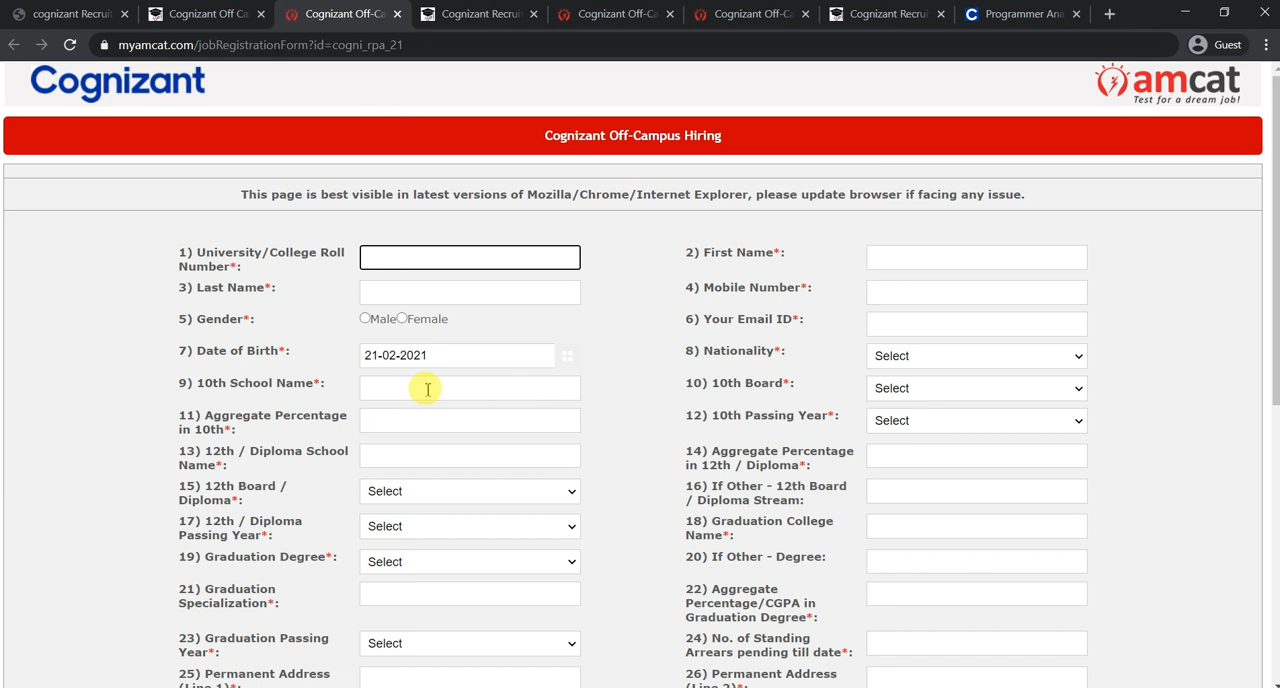 cognizant Recruit
Cognizant Off Ca
Cognizant Off-Ca
Cognizant Recruit
Cognizant Off-Ca
Cognizant Off-Ca
Cognizant Recrui
Programmer Ana
myamcat.com/jobRegistrationForm?id=cogni_rpa_21
Guest
Cognizant
amcat
Test for a dream job!
Cognizant Off-Campus Hiring
This page is best visible in latest versions of Mozilla/Chrome/Internet Explorer, please update browser if facing any issue.
1) University/College Roll
Number*:
2) First Name*:
3) Last Name*:
4) Mobile Number*:
5) Gender*:
Male Female
6) Your Email ID*:
7) Date of Birth*:
21-02-2021
8) Nationality*:
Select
9) 10th School Name*:
10) 10th Board*:
Select
11) Aggregate Percentage
in 10th*:
12) 10th Passing Year*:
Select
13) 12th / Diploma School
Name*:
14) Aggregate Percentage
in 12th / Diploma*:
15) 12th Board /
Diploma*:
Select
16) If Other - 12th Board
/ Diploma Stream:
17) 12th / Diploma
Passing Year*:
Select
18) Graduation College
Name*:
19) Graduation Degree*:
Select
20) If Other - Degree:
21) Graduation
Specialization*:
22) Aggregate
Percentage/CGPA in
Graduation Degree*:
23) Graduation Passing
Year*:
Select
24) No. of Standing
Arrears pending till date*:
25) Permanent Address
(Line 1)*:
26) Permanent Address
(Line 2)*: